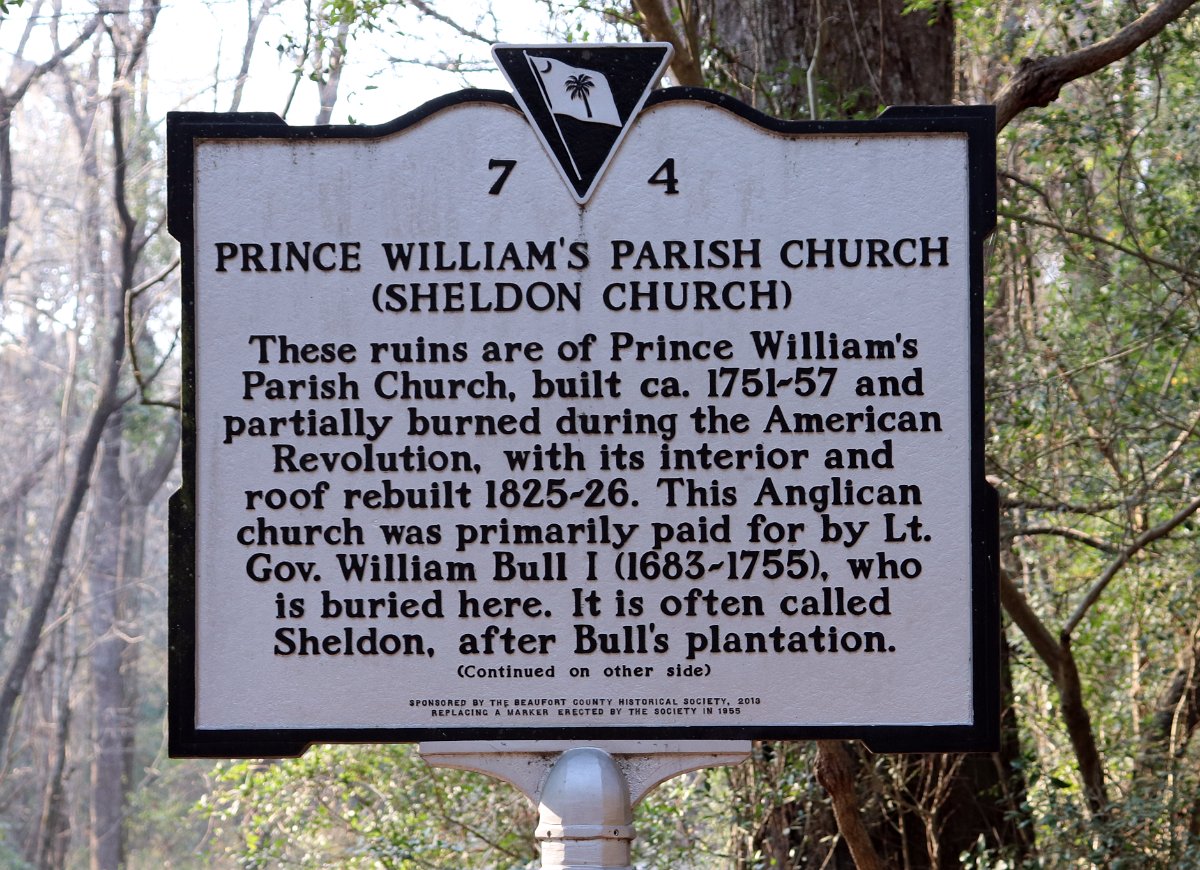 7 4
PRINCE WILLIAM'S PARISH CHURCH
(SHELDON CHURCH)
These ruins are of Prince William's
Parish Church, built ca. 1751-57 and
partially burned during the American
Revolution, with its interior and
roof rebuilt 1825-26. This Anglican
church was primarily paid for by Lt.
Gov. William Bull I (1683-1755), who
is buried here. It is often called
Sheldon, after Bull's plantation.
(Continued on other side)
SPONSORED BY THE BEAUFORT COUNTY HISTORICAL SOCIETY, 2013
REPLACING A MARKER ERECTED BY THE SOCIETY IN 1955